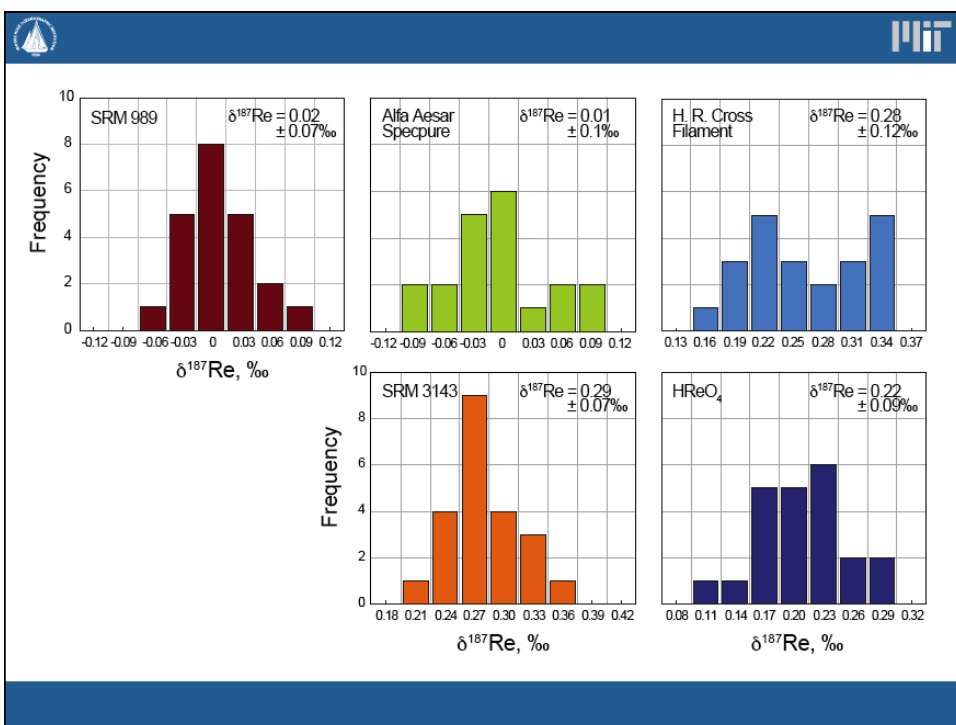 MIT
10
8
6
4
2
0
Frequency
SRM 989
δ¹⁸⁷Re = 0.02
± 0.07‰
-0.12 -0.09 -0.06 -0.03 0 0.03 0.06 0.09 0.12
δ¹⁸⁷Re, ‰
Alfa Aesar
Specpure
δ¹⁸⁷Re = 0.01
± 0.1‰
-0.12 -0.09 -0.06 -0.03 0 0.03 0.06 0.09 0.12
H. R. Cross
Filament
δ¹⁸⁷Re = 0.28
± 0.12‰
0.13 0.16 0.19 0.22 0.25 0.28 0.31 0.34 0.37
10
8
6
4
2
0
Frequency
SRM 3143
δ¹⁸⁷Re = 0.29
± 0.07‰
0.18 0.21 0.24 0.27 0.30 0.33 0.36 0.39 0.42
δ¹⁸⁷Re, ‰
HReO₄
δ¹⁸⁷Re = 0.22
± 0.09‰
0.08 0.11 0.14 0.17 0.20 0.23 0.26 0.29 0.32
δ¹⁸⁷Re, ‰